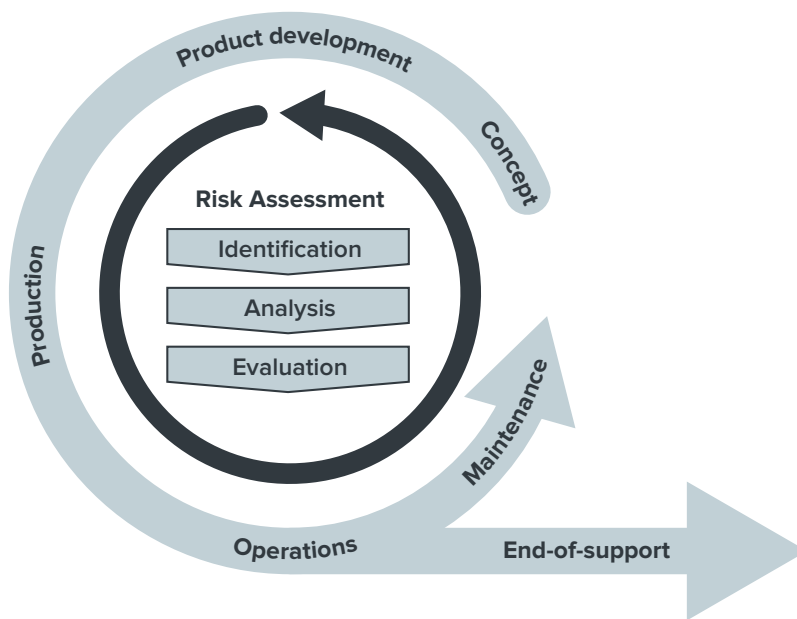 Product development
Concept
Risk Assessment
Identification
Analysis
Evaluation
Production
Maintenance
Operations
End-of-support